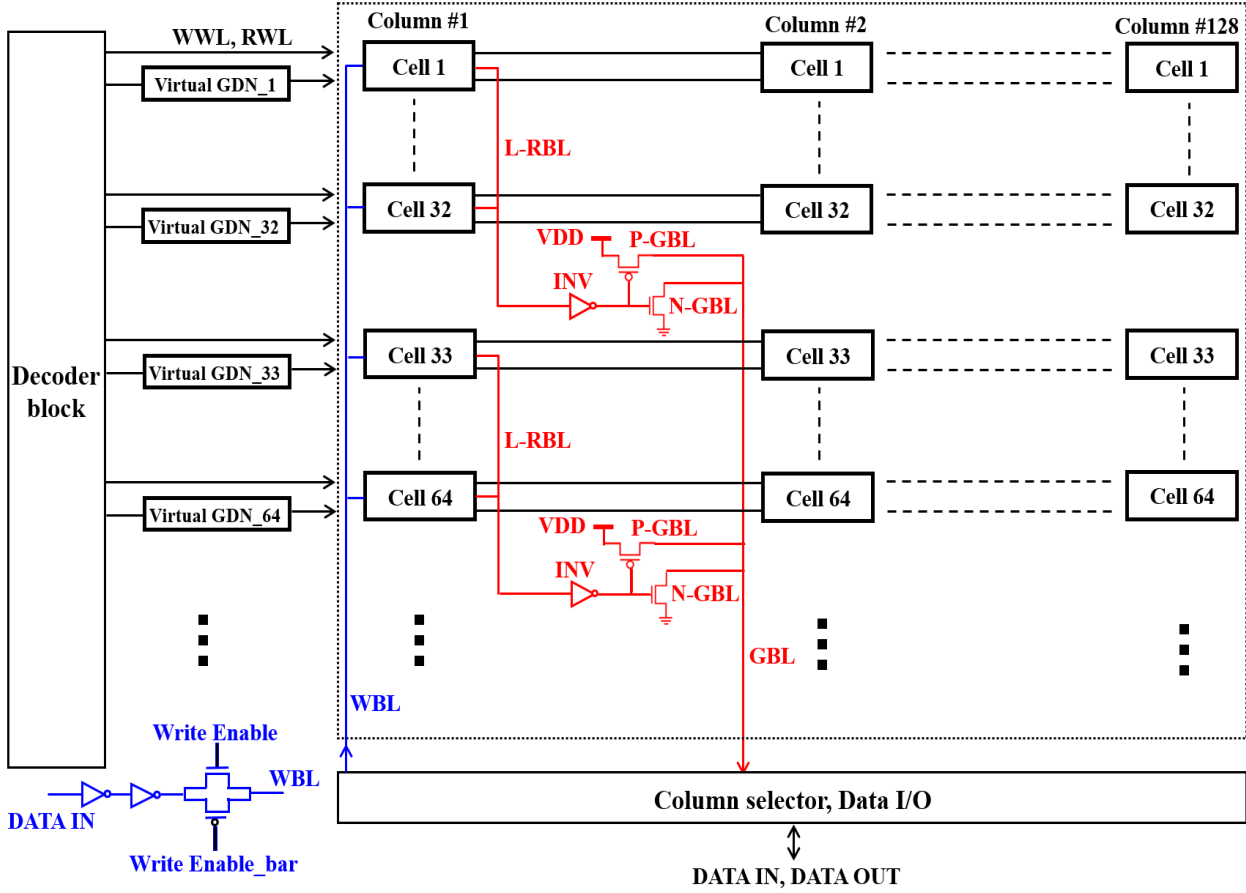 Column #1
Column #2
Column #128
WWL, RWL
Cell 1
Cell 1
Cell 1
Virtual GDN_1
L-RBL
Cell 32
Cell 32
Cell 32
Virtual GDN_32
VDD
P-GBL
INV
N-GBL
Decoder
block
Cell 33
Cell 33
Cell 33
Virtual GDN_33
L-RBL
Cell 64
Cell 64
Cell 64
Virtual GDN_64
VDD
P-GBL
INV
N-GBL
GBL
WBL
Write Enable
WBL
DATA IN
Write Enable_bar
Column selector, Data I/O
DATA IN, DATA OUT